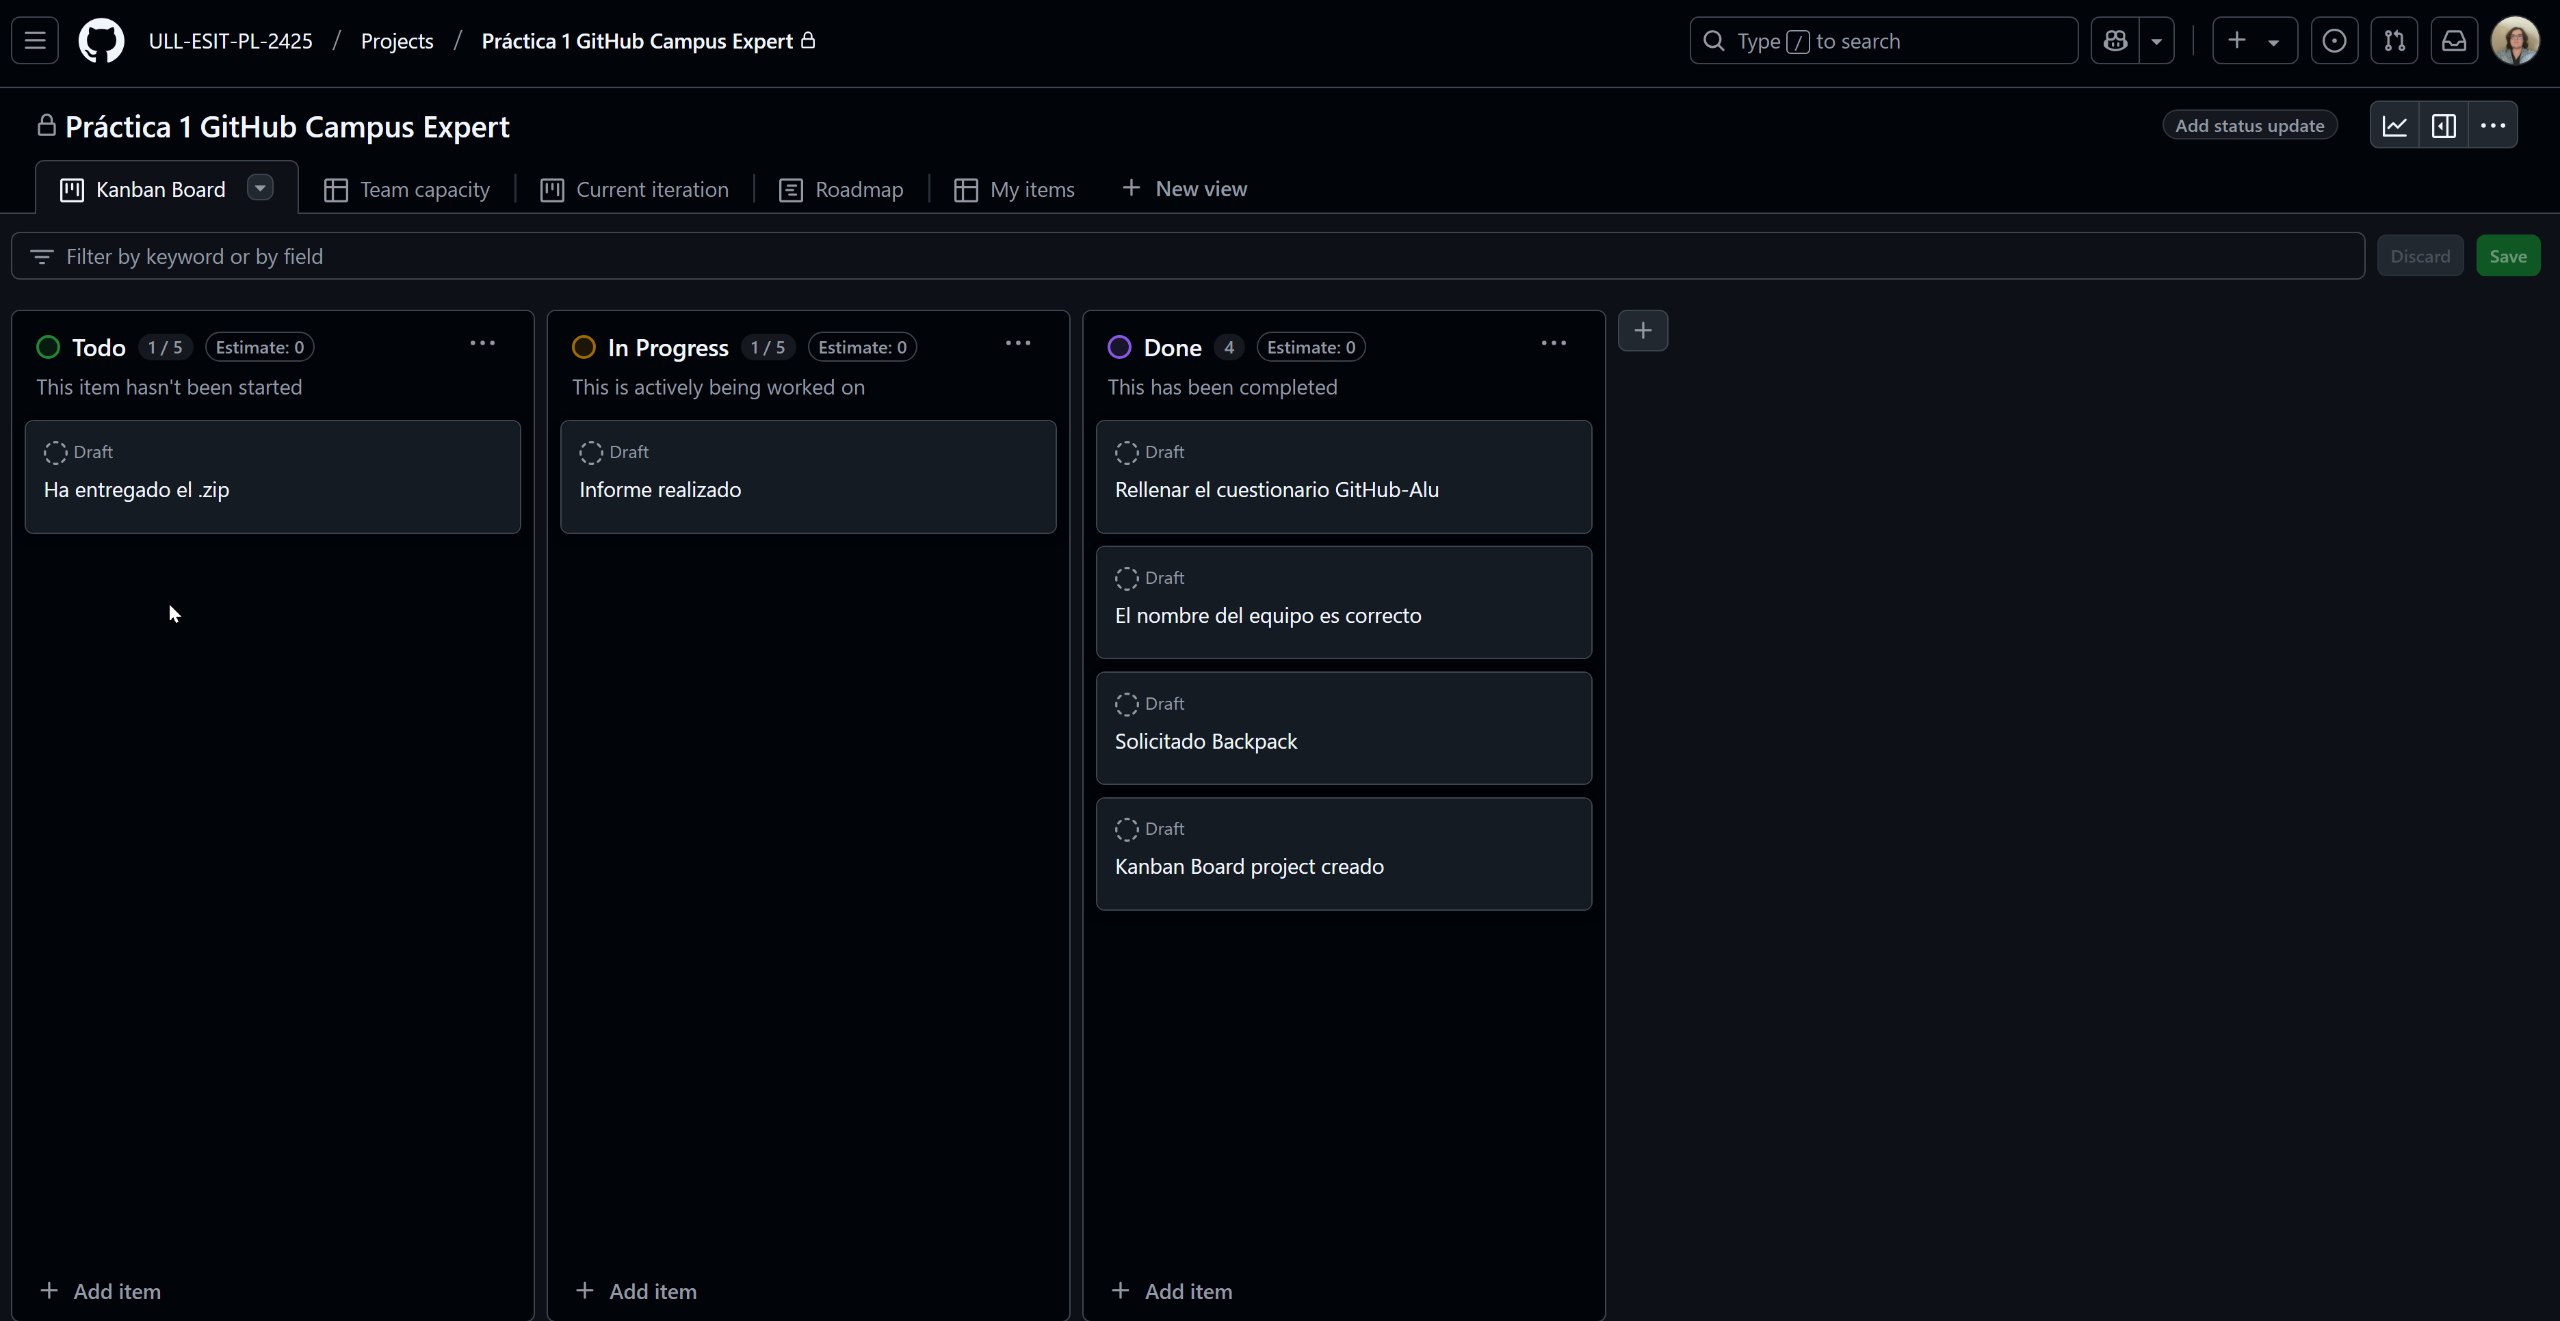 ULL-ESIT-PL-2425 / Projects / Práctica 1 GitHub Campus Expert
Type / to search
Práctica 1 GitHub Campus Expert
Add status update
Kanban Board
Team capacity
Current iteration
Roadmap
My items
New view
Filter by keyword or by field
Discard
Save
Todo 1 / 5 Estimate: 0
This item hasn't been started
Draft
Ha entregado el .zip
Add item
In Progress 1 / 5 Estimate: 0
This is actively being worked on
Draft
Informe realizado
Add item
Done 4 Estimate: 0
This has been completed
Draft
Rellenar el cuestionario GitHub-Alu
Draft
El nombre del equipo es correcto
Draft
Solicitado Backpack
Draft
Kanban Board project creado
Add item